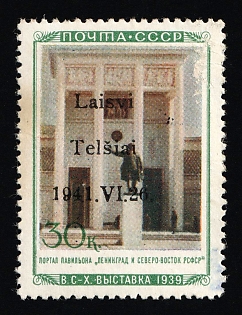 ПОЧТА·СССР
Laisvi
Telšiai
1941.VI.26.
30к.
ПОРТАЛ ПАВИЛЬОНА „ЛЕНИНГРАД И СЕВЕРО-ВОСТОК РСФСР"
В.С-Х. ВЫСТАВКА 1939